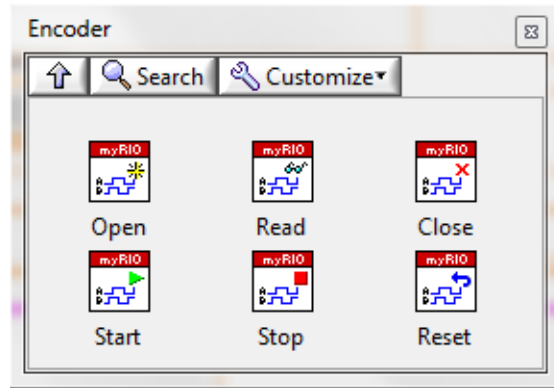 Encoder
Search Customize
myRIO myRIO myRIO
A B A B A B
Open Read Close
myRIO myRIO myRIO
A B A B A B
Start Stop Reset